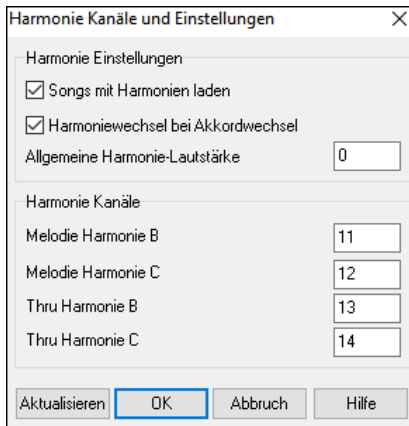 Harmonie Kanäle und Einstellungen
Harmonie Einstellungen
Songs mit Harmonien laden
Harmoniewechsel bei Akkordwechsel
Allgemeine Harmonie-Lautstärke 0
Harmonie Kanäle
Melodie Harmonie B 11
Melodie Harmonie C 12
Thru Harmonie B 13
Thru Harmonie C 14
Aktualisieren OK Abbruch Hilfe